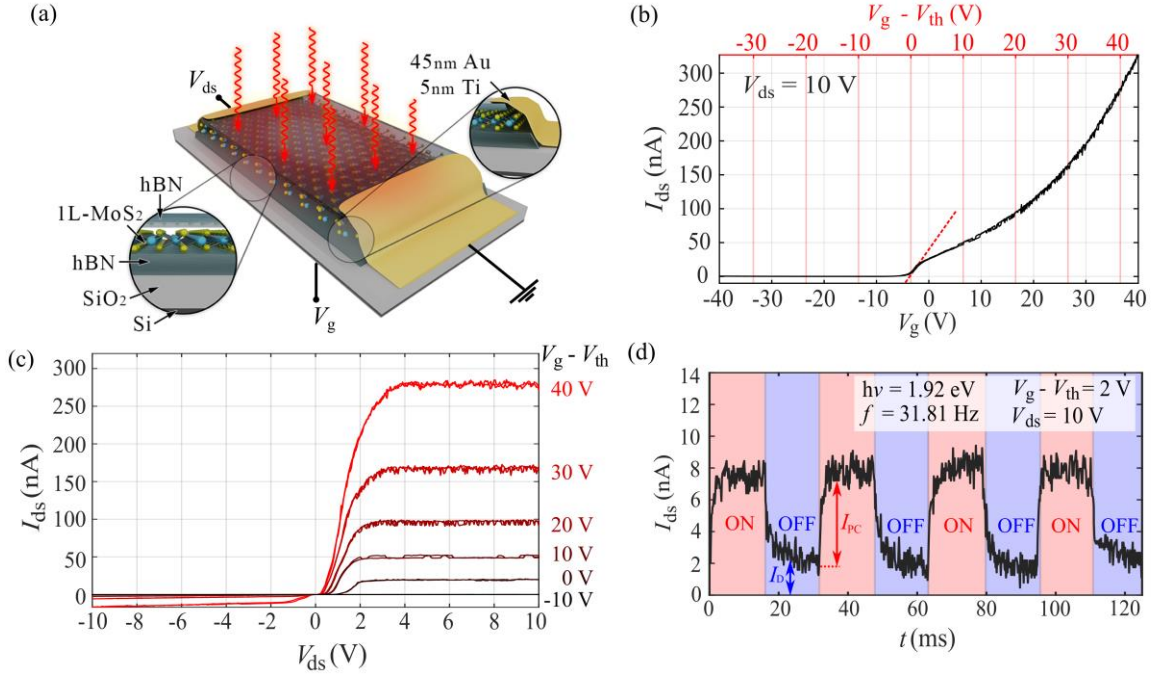 (a)
V_ds
45nm Au
5nm Ti
hBN
1L-MoS₂
hBN
SiO₂
Si
V_g
(b)
V_g - V_th (V)
-30 -20 -10 0 10 20 30 40
V_ds = 10 V
I_ds (nA)
300
250
200
150
100
50
0
-40 -30 -20 -10 0 10 20 30 40
V_g (V)
(c)
V_g - V_th
I_ds (nA)
300
250
200
150
100
50
0
40 V
30 V
20 V
10 V
0 V
-10 V
-10 -8 -6 -4 -2 0 2 4 6 8 10
V_ds (V)
(d)
hν = 1.92 eV V_g - V_th = 2 V
f = 31.81 Hz V_ds = 10 V
I_ds (nA)
14
12
10
8
6
4
2
0
ON OFF ON OFF ON OFF ON OFF
I_PC
I_D
0 20 40 60 80 100 120
t (ms)